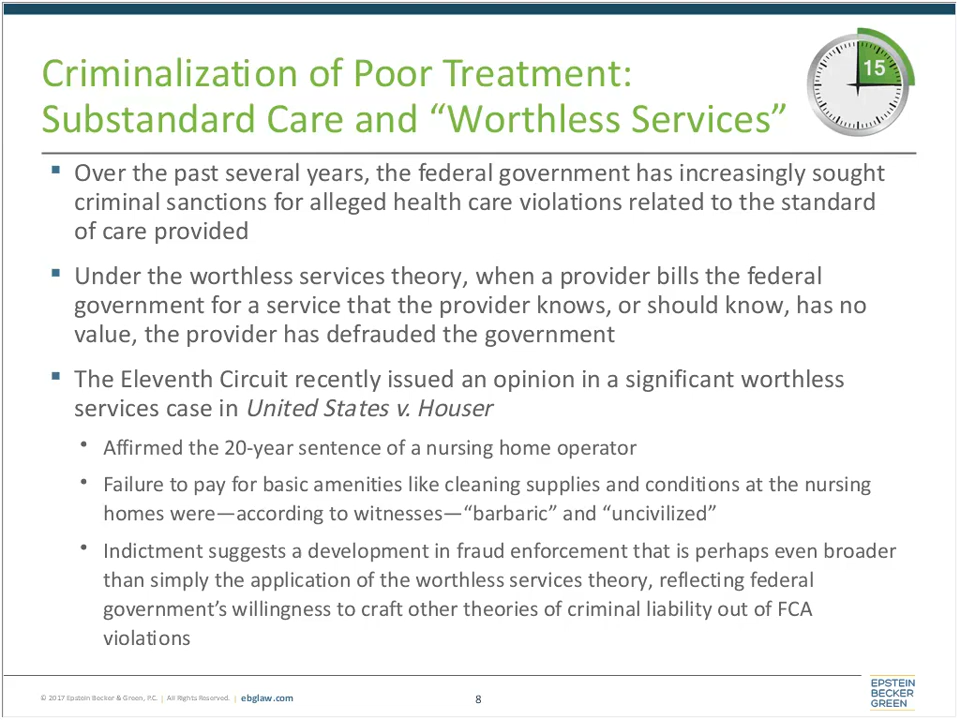 Criminalization of Poor Treatment:
Substandard Care and “Worthless Services”
15
▪ Over the past several years, the federal government has increasingly sought
criminal sanctions for alleged health care violations related to the standard
of care provided
▪ Under the worthless services theory, when a provider bills the federal
government for a service that the provider knows, or should know, has no
value, the provider has defrauded the government
▪ The Eleventh Circuit recently issued an opinion in a significant worthless
services case in United States v. Houser
• Affirmed the 20-year sentence of a nursing home operator
• Failure to pay for basic amenities like cleaning supplies and conditions at the nursing
homes were—according to witnesses—“barbaric” and “uncivilized”
• Indictment suggests a development in fraud enforcement that is perhaps even broader
than simply the application of the worthless services theory, reflecting federal
government’s willingness to craft other theories of criminal liability out of FCA
violations
© 2017 Epstein Becker & Green, P.C. | All Rights Reserved. | ebglaw.com
8
EPSTEIN
BECKER
GREEN